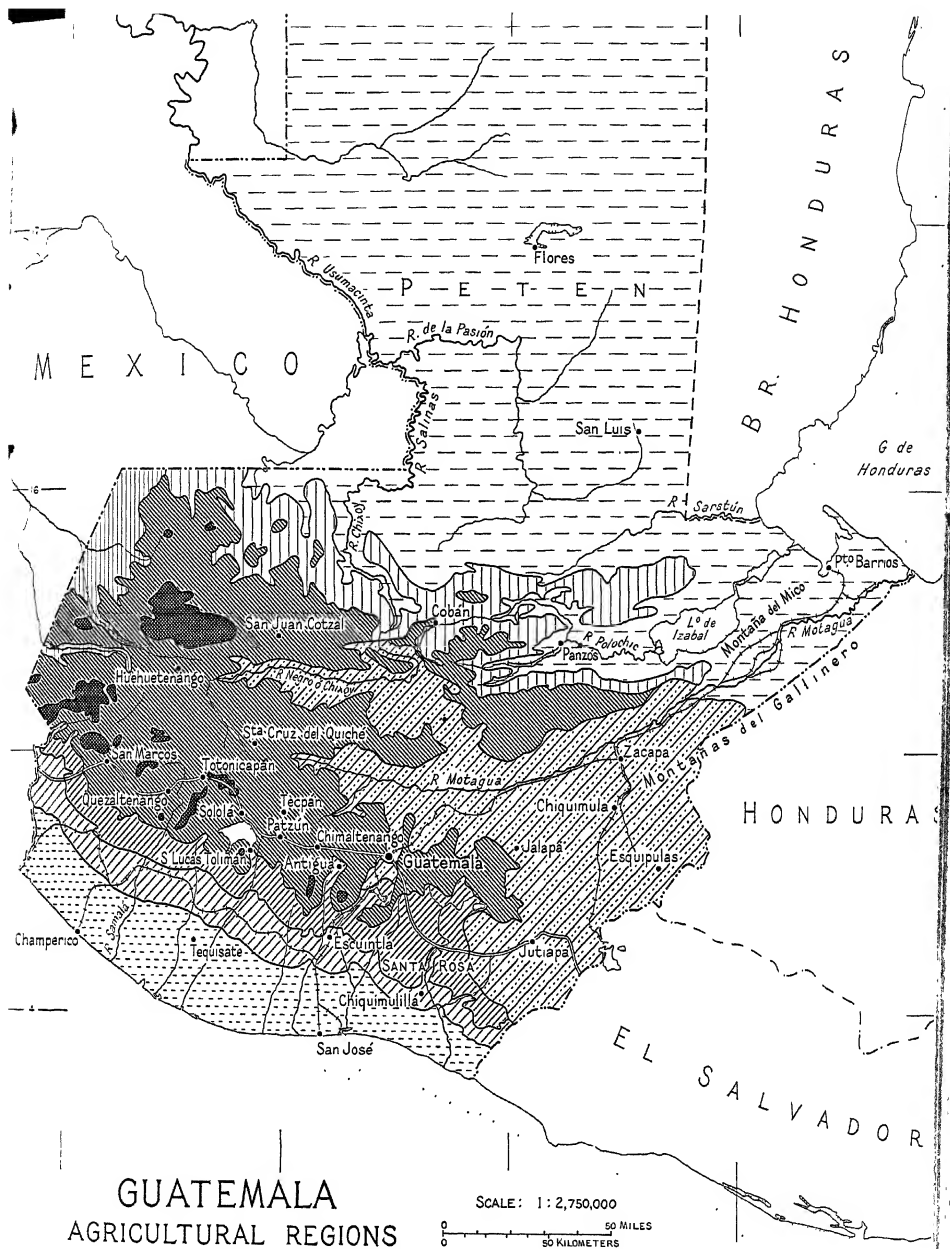 BR. HONDURAS
Flores
R. Usumacinta
PETEN
R. de la Pasión
MEXICO
R Salinas
San Luis
G de
Honduras
16
R Sarstún
R. Chixoy
Pto Barrios
Cobán
San Juan Cotzal
Lo de
Izabal
Montaña del Mico
R Motagua
R Polochic
Panzós
Huehuetenango
R Negro ó Chixoy
Montañas del Gallinero
Sta Cruz del Quiché
San Marcos
Totonicapán
Zacapa
R Motagua
Quezaltenango
Sololá
Técpán
Patzún
Chiquimula
HONDURAS
Chimaltenango
S Lucas Tolimán
Antigua
Guatemala
Jalapa
Esquipulas
Champerico
R Samalá
Tequisate
Escuintla
Jutiapa
SANTA ROSA
Chiquimulilla
San José
EL SALVADOR
GUATEMALA
AGRICULTURAL REGIONS
SCALE: 1:2,750,000
0 50 MILES
0 50 KILOMETERS